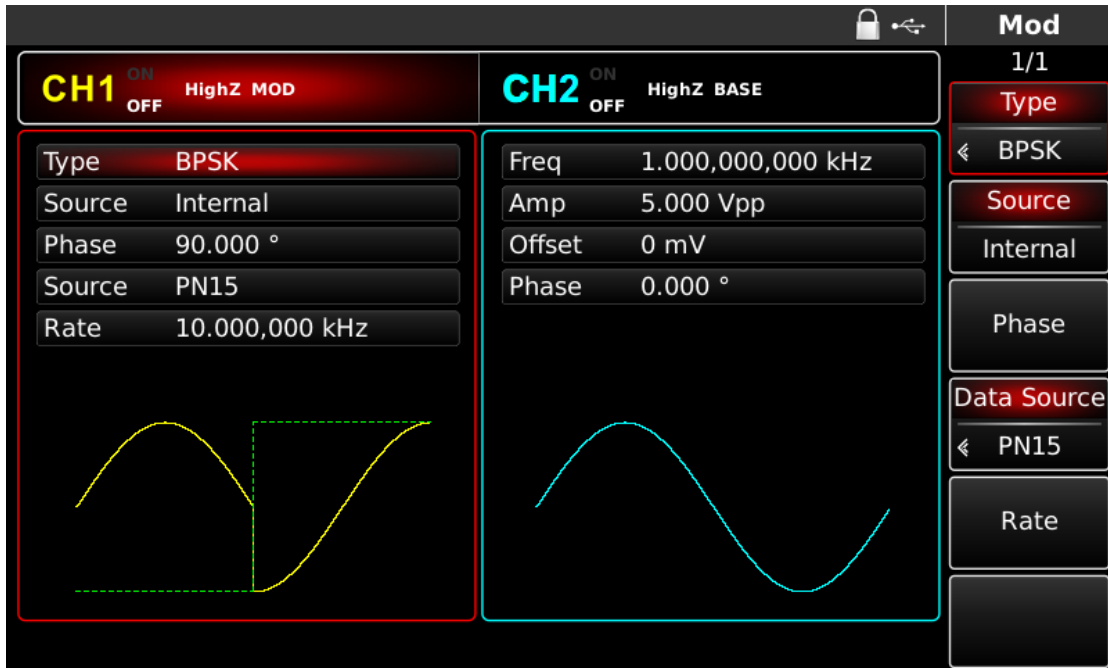 Mod
1/1
CH1 ON OFF HighZ MOD
CH2 ON OFF HighZ BASE
Type BPSK
Source Internal
Phase 90.000 °
Source PN15
Rate 10.000,000 kHz
Freq 1.000,000,000 kHz
Amp 5.000 Vpp
Offset 0 mV
Phase 0.000 °
Type
BPSK
Source
Internal
Phase
Data Source
PN15
Rate